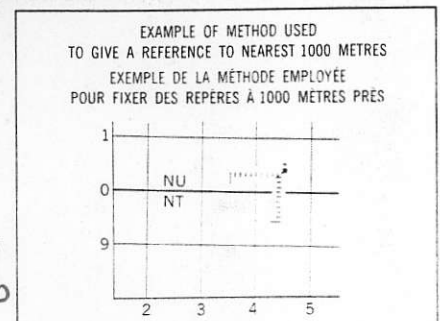 EXAMPLE OF METHOD USED
TO GIVE A REFERENCE TO NEAREST 1000 METRES
EXEMPLE DE LA MÉTHODE EMPLOYÉE
POUR FIXER DES REPÈRES À 1000 MÈTRES PRÈS
1
NU
0
NT
9
2 3 4 5